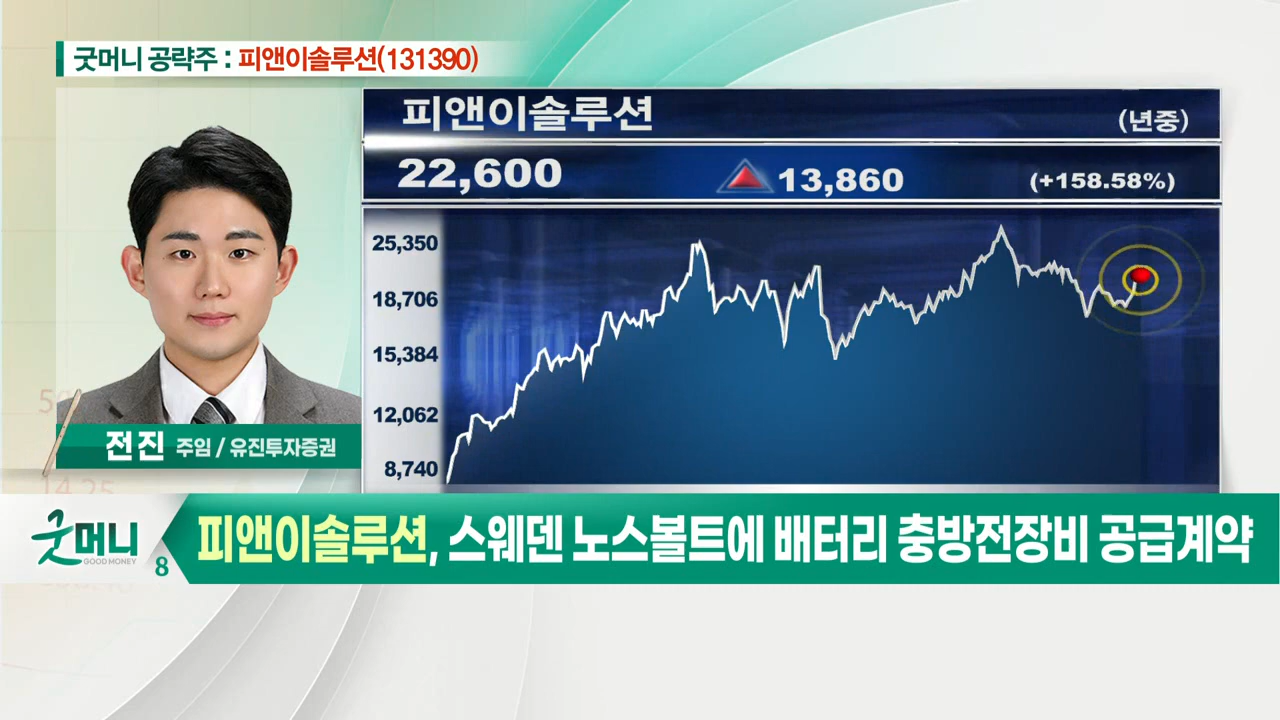 굿머니 공략주 : 피앤이솔루션(131390)
피앤이솔루션 (년중)
22,600 13,860 (+158.58%)
25,350
18,706
15,384
12,062
8,740
전진 주임 / 유진투자증권
굿머니
GOOD MONEY
8
피앤이솔루션, 스웨덴 노스볼트에 배터리 충방전장비 공급계약